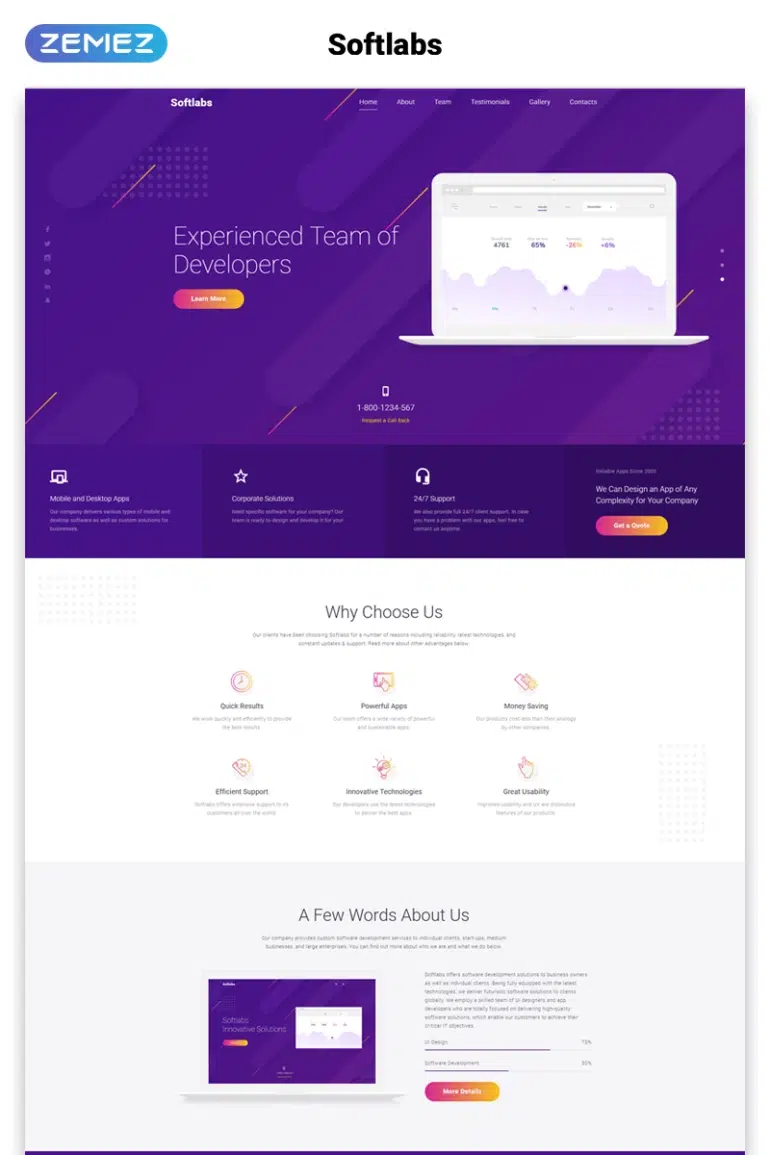 ZEMEZ
Softlabs
Softlabs
Home
About
Team
Testimonials
Gallery
Contacts
Experienced Team of
Developers
Learn More
4761
65%
-26%
+6%
1-800-1234-567
Request a Call Back
Mobile and Desktop Apps
Our company delivers various types of mobile and
desktop software as well as custom solutions for
businesses.
Corporate Solutions
Need specific software for your company? Our
team is ready to design and develop it for you!
24/7 Support
We also provide full 24/7 client support. In case
you have a problem with our apps, feel free to
contact us anytime.
Reliable Apps Since 2001
We Can Design an App of Any
Complexity for Your Company
Get a Quote
Why Choose Us
Our clients have been choosing Softlabs for a number of reasons including reliability, latest technologies, and
constant updates & support. Read more about other advantages below.
Quick Results
We work quickly and efficiently to provide
the best results
Powerful Apps
Our team offers a wide variety of powerful
and sustainable apps
Money Saving
Our products cost less than their analogs
by other companies
Efficient Support
Softlabs offers extensive support to its
customers all over the world
Innovative Technologies
Our developers use the latest technologies
to deliver the best apps
Great Usability
Improved usability and UX are distinctive
features of our products
A Few Words About Us
Our company provides custom software development services to individual clients, start-ups, medium
businesses, and large enterprises. You can find out more about who we are and what we do below.
Softlabs
Softlabs
Innovative Solutions
Softlabs offers software development solutions to business owners
as well as individual clients. Being fully equipped with the latest
technologies, we deliver futuristic software solutions to clients
globally. We employ a skilled team of UI designers and app
developers who are totally focused on delivering high-quality
software solutions, which enable our customers to achieve their
critical IT objectives.
UI Design
75%
Software Development
50%
More Details